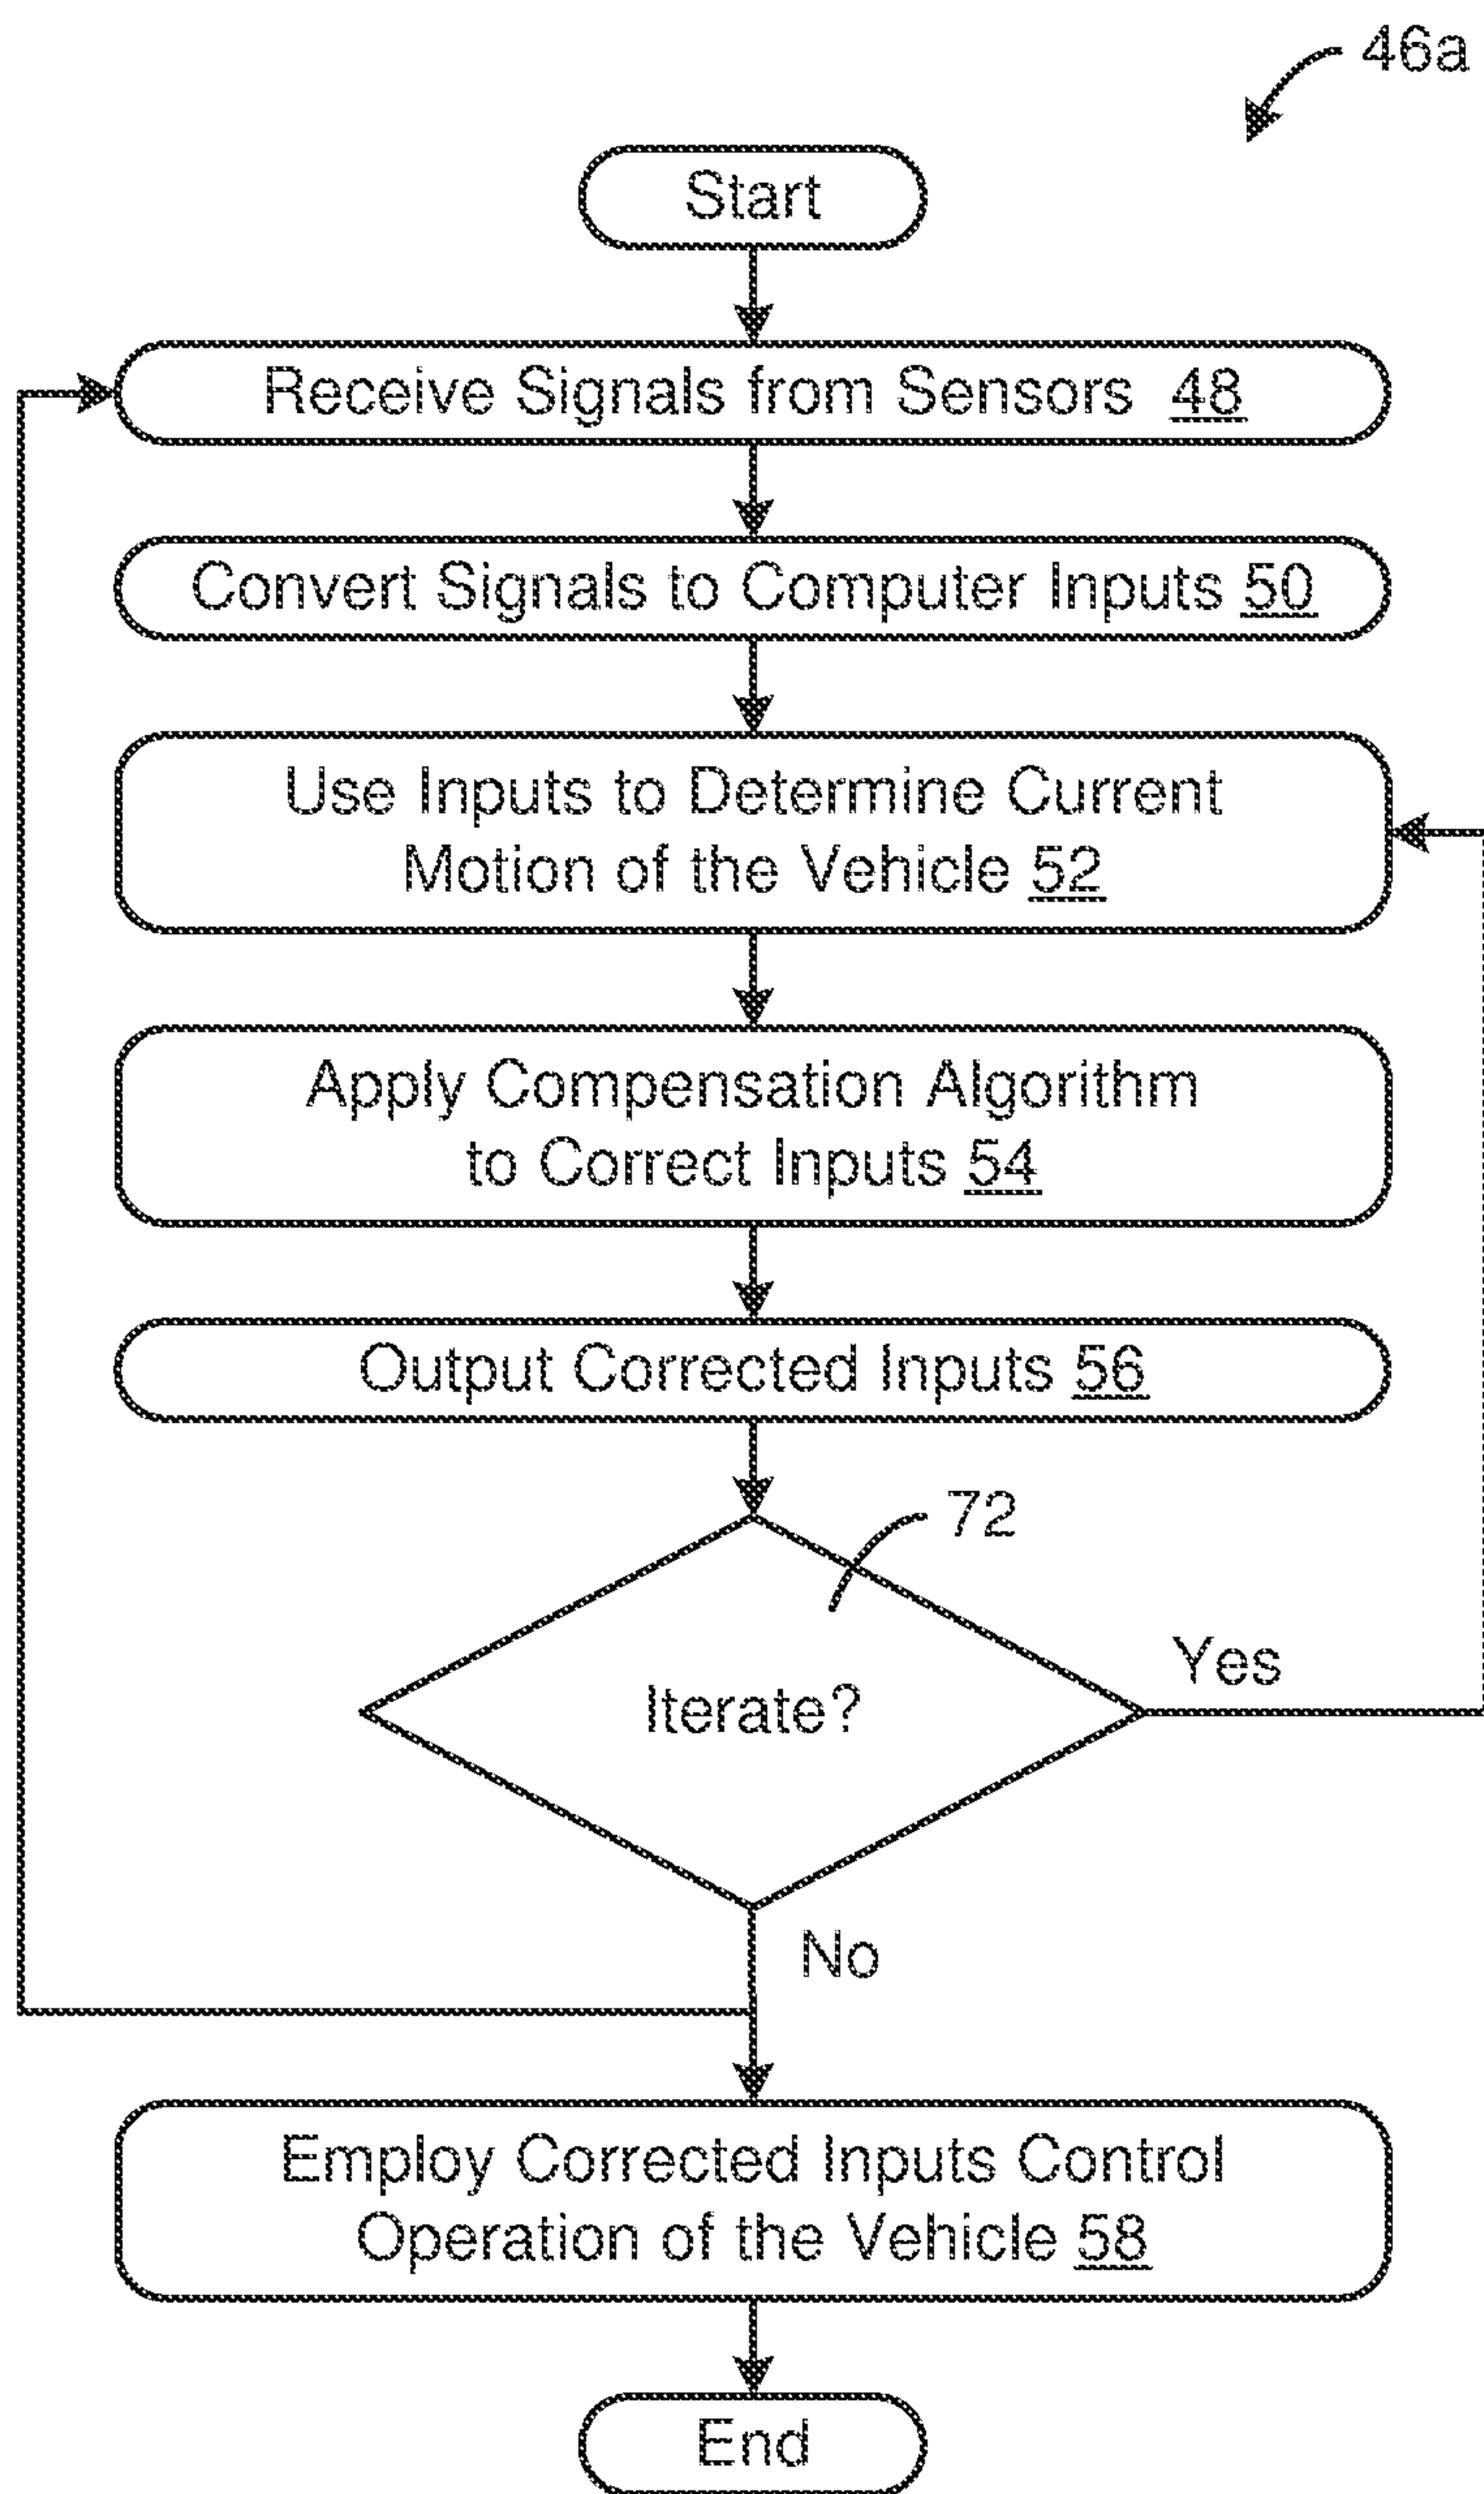 46a
Start
Receive Signals from Sensors 48
Convert Signals to Computer Inputs 50
Use Inputs to Determine Current
Motion of the Vehicle 52
Apply Compensation Algorithm
to Correct Inputs 54
Output Corrected Inputs 56
72
Yes
Iterate?
No
Employ Corrected Inputs Control
Operation of the Vehicle 58
End